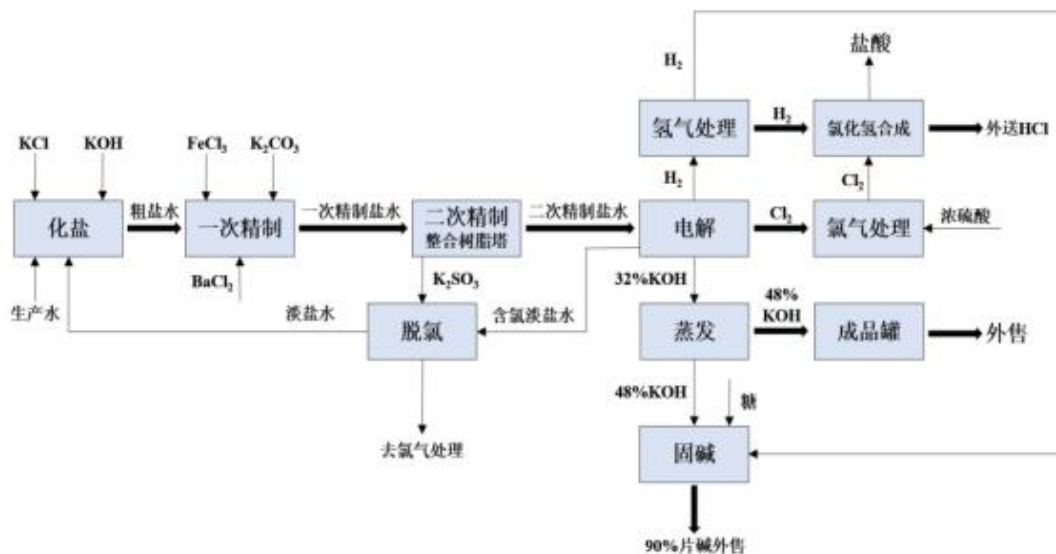 盐酸
H₂
氢气处理
H₂
氯化氢合成
外送HCl
KCl
KOH
FeCl₃
K₂CO₃
H₂
Cl₂
化盐
粗盐水
一次精制
一次精制盐水
二次精制
整合树脂塔
二次精制盐水
电解
Cl₂
氯气处理
浓硫酸
生产水
BaCl₂
K₂SO₃
32%KOH
淡盐水
脱氯
含氯淡盐水
蒸发
48%
KOH
成品罐
外售
48%KOH
糖
去氯气处理
固碱
90%片碱外售